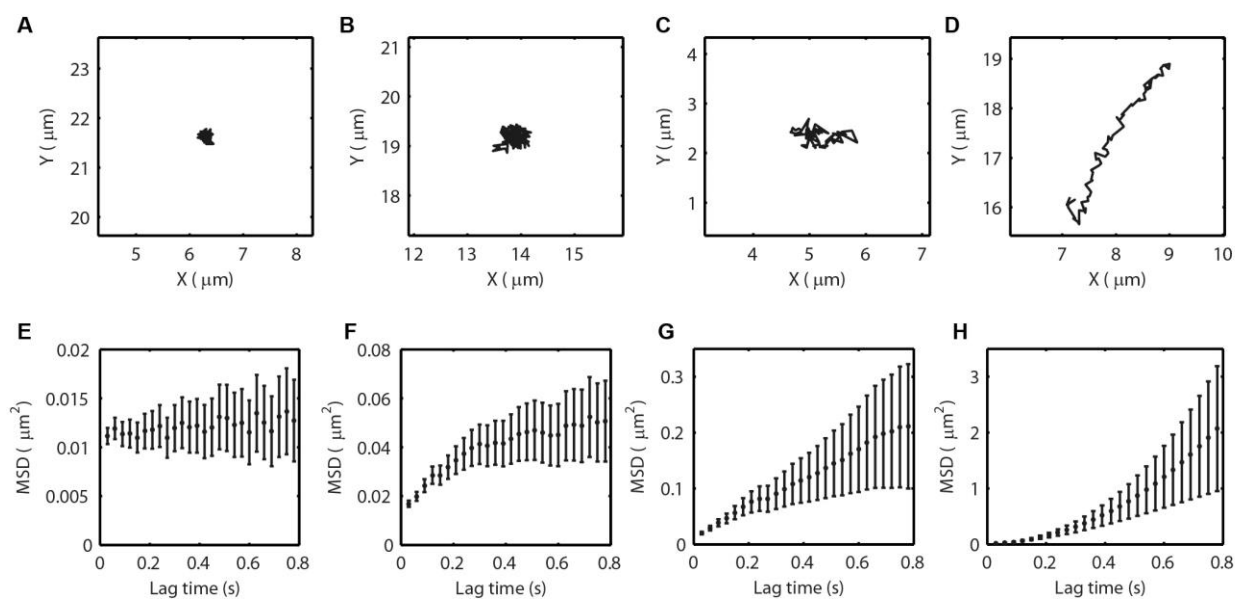 A
B
C
D
23
22
21
20
Y ( μm)
5 6 7 8
X ( μm)
21
20
19
18
Y ( μm)
12 13 14 15
X ( μm)
4
3
2
1
Y ( μm)
4 5 6 7
X ( μm)
19
18
17
16
Y ( μm)
7 8 9 10
X ( μm)
E
F
G
H
0.02
0.015
0.01
0.005
0
MSD ( μm²)
0 0.2 0.4 0.6 0.8
Lag time (s)
0.08
0.06
0.04
0.02
0
MSD ( μm²)
0 0.2 0.4 0.6 0.8
Lag time (s)
0.3
0.2
0.1
0
MSD ( μm²)
0 0.2 0.4 0.6 0.8
Lag time (s)
3
2
1
0
MSD ( μm²)
0 0.2 0.4 0.6 0.8
Lag time (s)